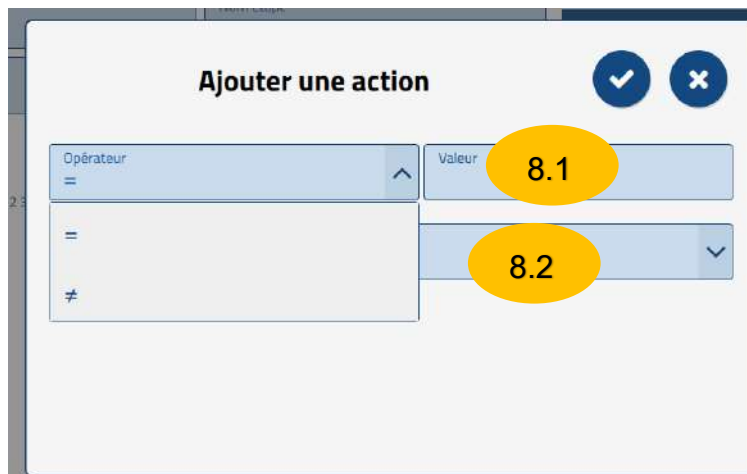 Ajouter une action
Opérateur
=
Valeur
8.1
=
8.2
≠